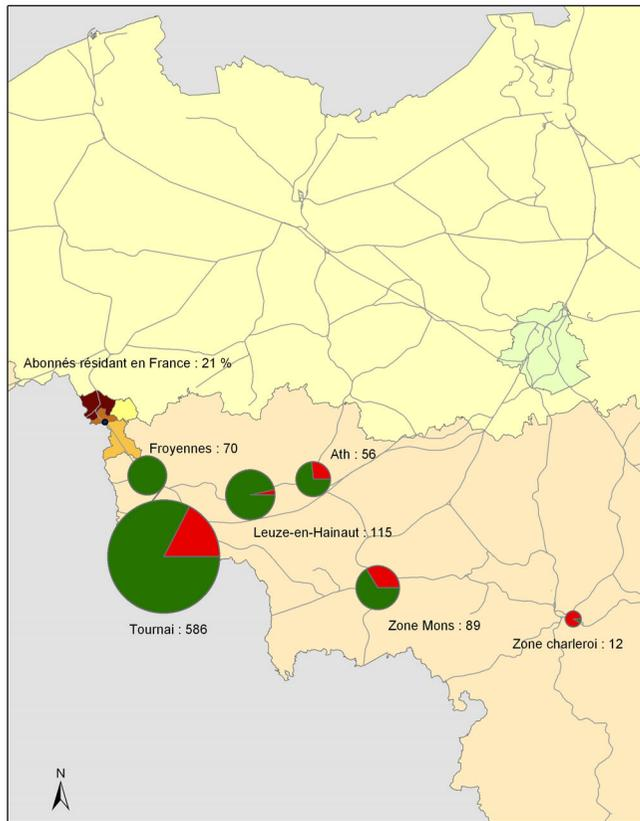 Abonnés résidant en France : 21 %
Froyennes : 70
Ath : 56
Leuze-en-Hainaut : 115
Tournai : 586
Zone Mons : 89
Zone charleroi : 12
N